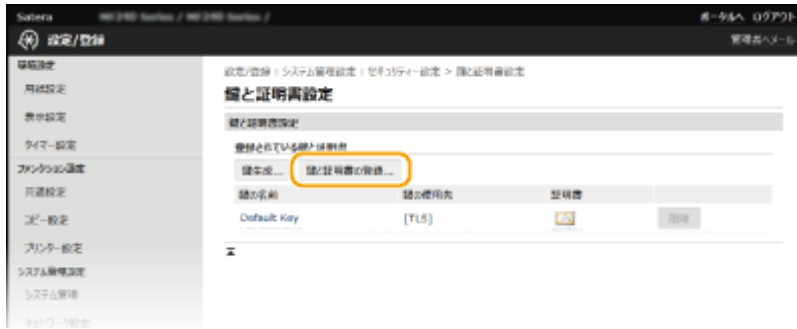 Satera
ポータルへ ログアウト
設定/登録
管理者へメール
環境設定
用紙設定
表示設定
タイマー設定
ファンクション設定
共通設定
コピー設定
プリンター設定
システム管理設定
システム管理
ネットワーク設定
設定/登録 : システム管理設定 : セキュリティー設定 > 鍵と証明書設定
鍵と証明書設定
鍵と証明書設定
登録されている鍵と証明書
鍵生成... 鍵と証明書の登録...
鍵の名前 鍵の使用先 証明書
Default Key [TLS] 削除